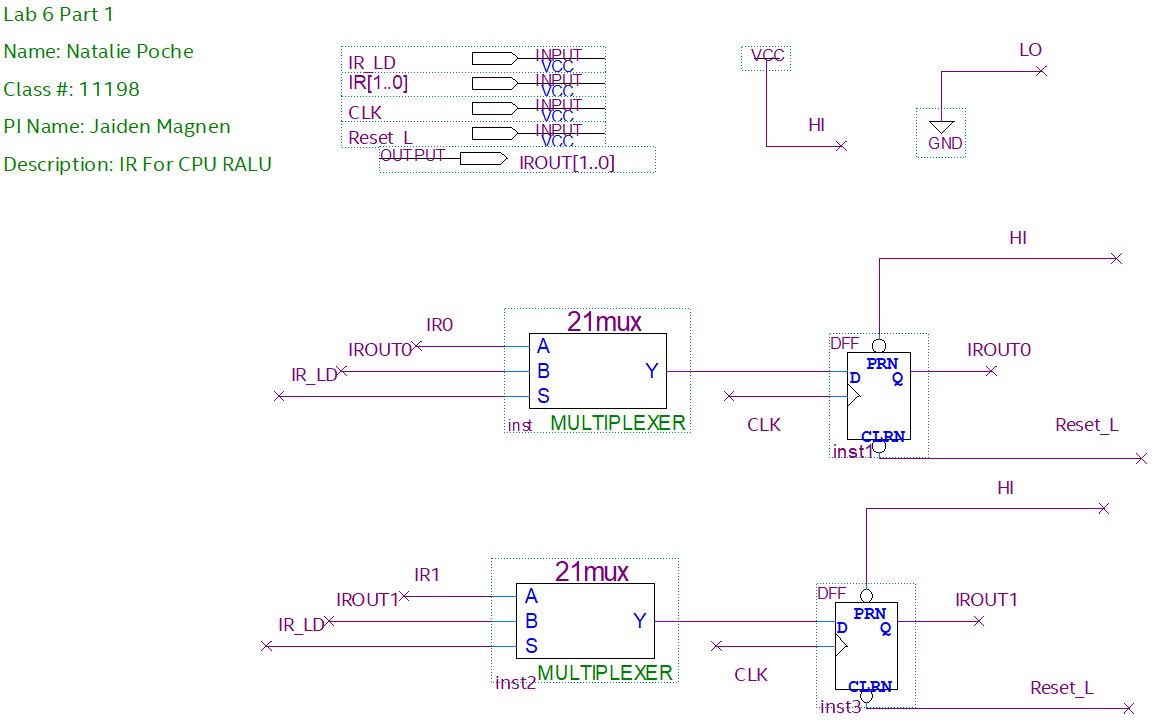 Lab 6 Part 1
Name: Natalie Poche
Class #: 11198
PI Name: Jaiden Magnen
Description: IR For CPU RALU
IR_LD INPUT VCC
IR[1..0] INPUT VCC
CLK INPUT VCC
Reset_L INPUT VCC
OUTPUT IROUT[1..0]
VCC
HI
LO
GND
HI
21mux
IR0 A
IROUT0 B Y
IR_LD S
inst MULTIPLEXER
DFF
PRN
D Q
IROUT0
CLK
CLRN
Reset_L
inst1
HI
21mux
IR1 A
IROUT1 B Y
IR_LD S
inst2 MULTIPLEXER
DFF
PRN
D Q
IROUT1
CLK
CLRN
Reset_L
inst3